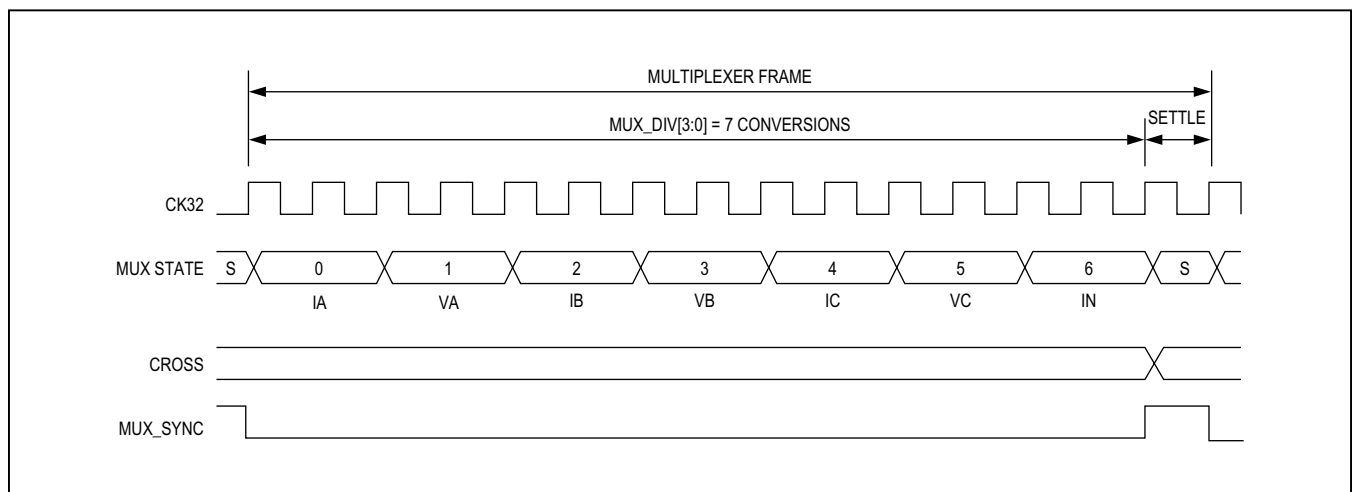 MULTIPLEXER FRAME
MUX_DIV[3:0] = 7 CONVERSIONS
SETTLE
CK32
MUX STATE S 0 1 2 3 4 5 6 S
IA VA IB VB IC VC IN
CROSS
MUX_SYNC